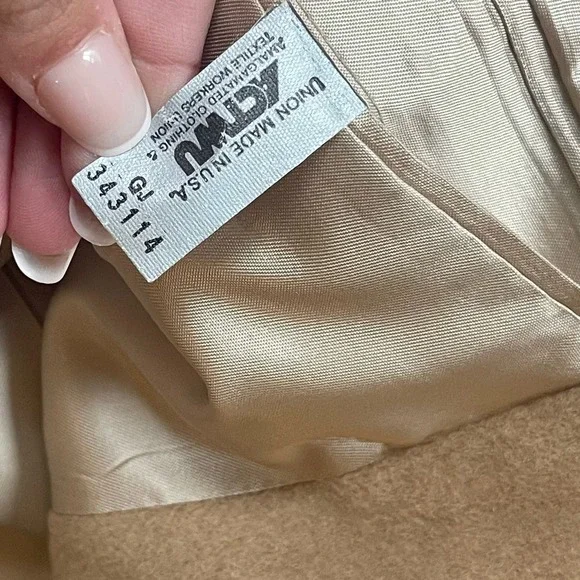 AMALGAMATED CLOTHING &
TEXTILE WORKERS UNION
ACTWU
UNION MADE IN U.S.A.
GJ
343114